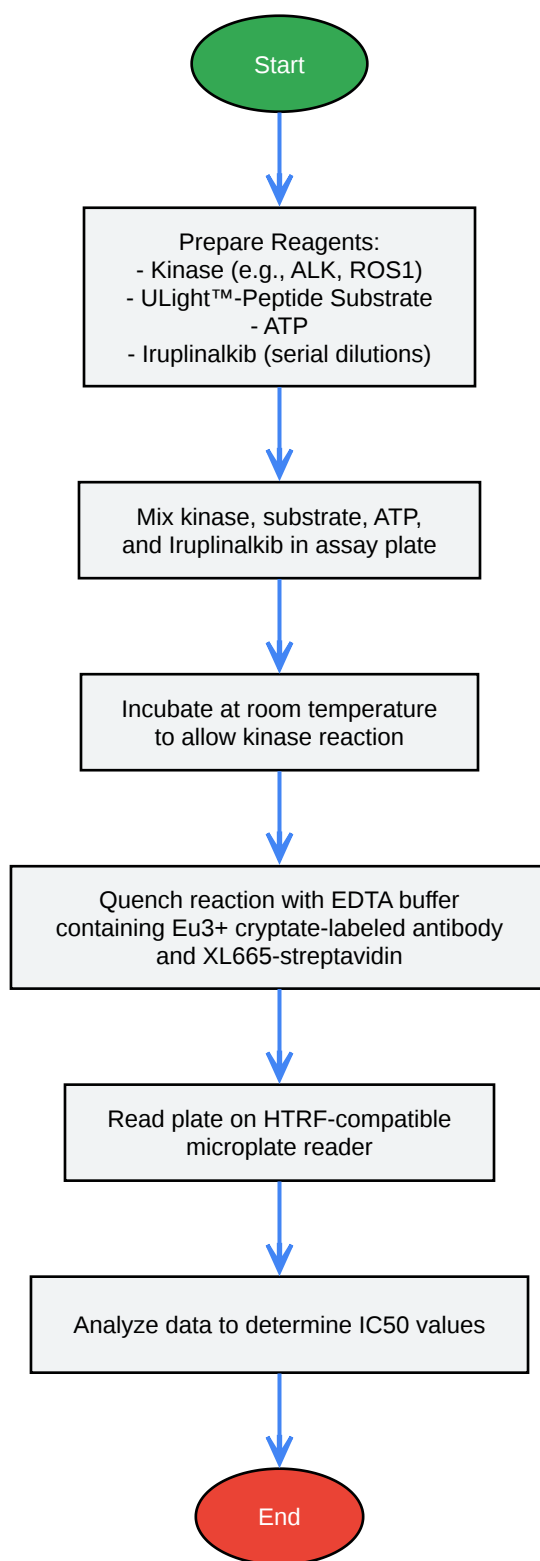 Start
Prepare Reagents:
- Kinase (e.g., ALK, ROS1)
- ULight™-Peptide Substrate
- ATP
- Iruplinalkib (serial dilutions)
Mix kinase, substrate, ATP,
and Iruplinalkib in assay plate
Incubate at room temperature
to allow kinase reaction
Quench reaction with EDTA buffer
containing Eu3+ cryptate-labeled antibody
and XL665-streptavidin
Read plate on HTRF-compatible
microplate reader
Analyze data to determine IC50 values
End